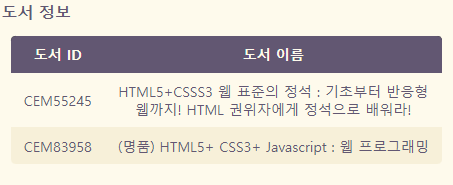 도서 정보
도서 ID 도서 이름
CEM55245 HTML5+CSSS3 웹 표준의 정석 : 기초부터 반응형
웹까지! HTML 권위자에게 정석으로 배워라!
CEM83958 (명품) HTML5+ CSS3+ Javascript : 웹 프로그래밍